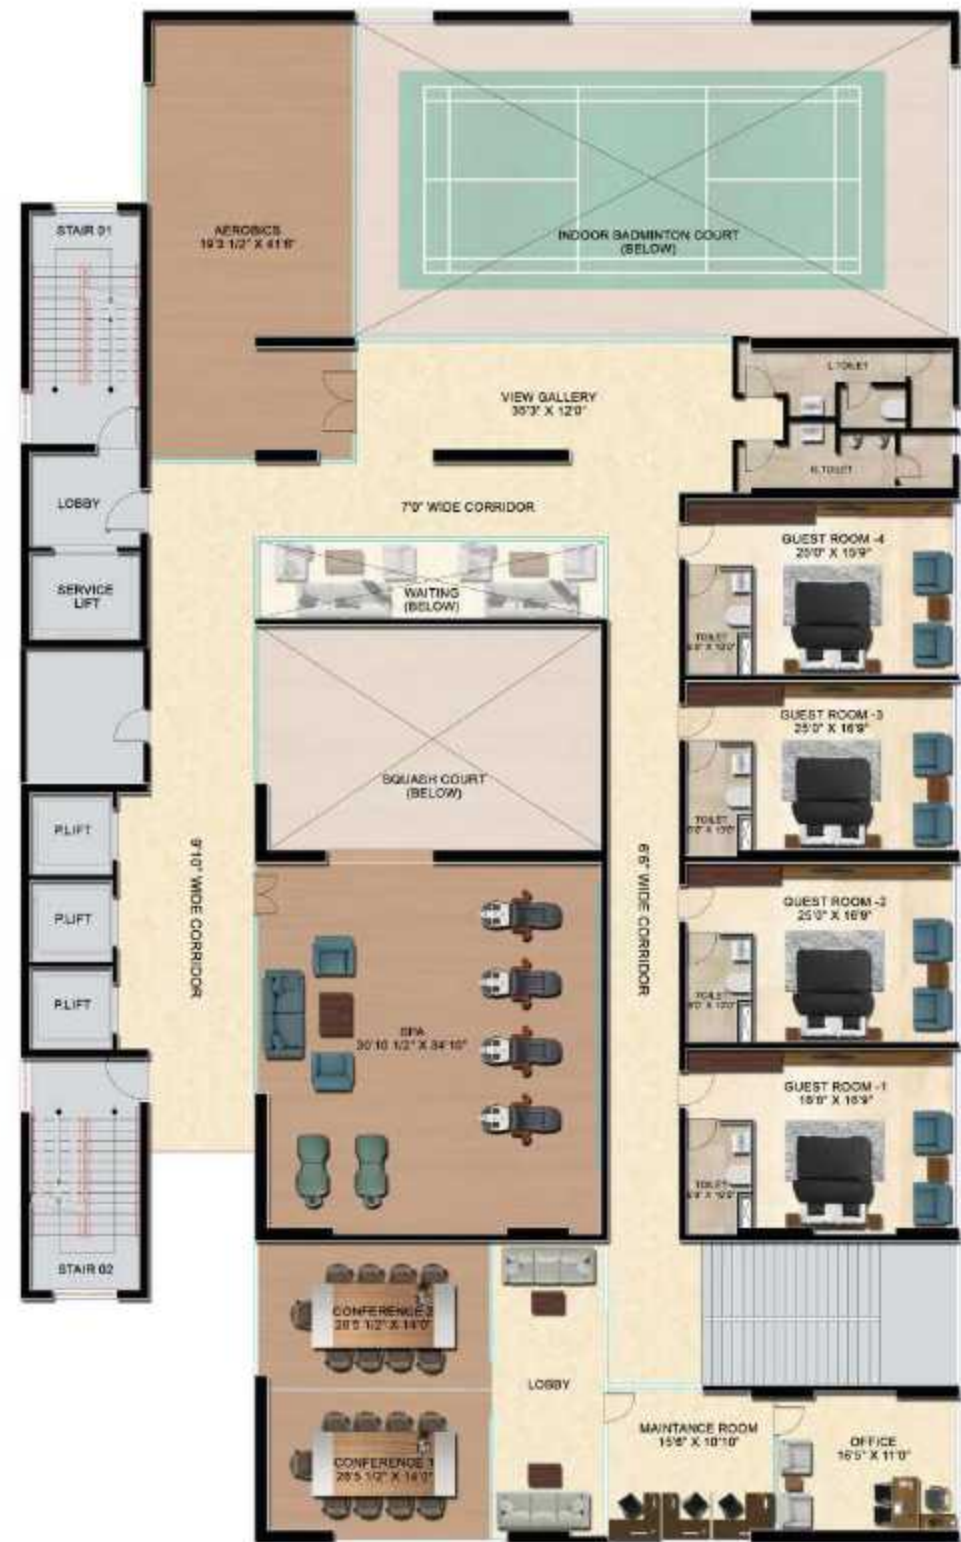 STAIR 01
AEROBICS
19'3 1/2" X 41'6"
INDOOR BADMINTON COURT
(BELOW)
L.TOILET
VIEW GALLERY
35'3" X 12'0"
TOILET
LOBBY
7'0" WIDE CORRIDOR
GUEST ROOM -4
25'0" X 15'9"
SERVICE
LIFT
WAITING
(BELOW)
TOILET
GUEST ROOM -3
25'0" X 16'9"
SQUASH COURT
(BELOW)
TOILET
P.LIFT
9'10" WIDE CORRIDOR
6'6" WIDE CORRIDOR
GUEST ROOM -2
25'0" X 16'9"
P.LIFT
TOILET
P.LIFT
SPA
30'10 1/2" X 34'10"
GUEST ROOM -1
X 16'9"
TOILET
STAIR 02
CONFERENCE 2
26'5 1/2" X 14'0"
LOBBY
MAINTANCE ROOM
15'6" X 10'10"
OFFICE
16'5" X 11'0"
CONFERENCE 1
26'5 1/2" X 14'0"